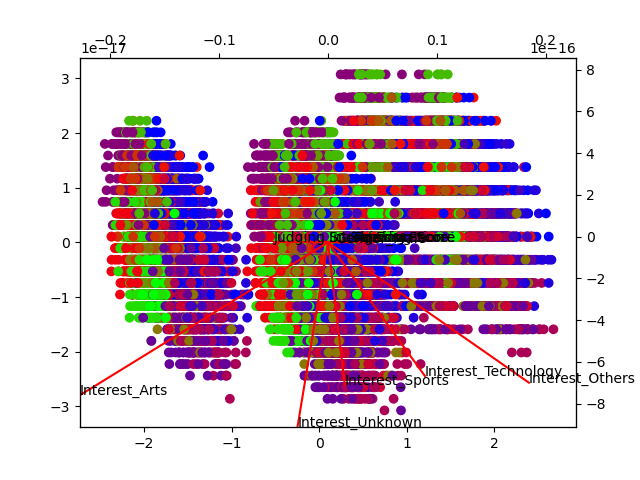 −0.2 −0.1 0.0 0.1 0.2
1e−17 1e−16
3 8
2 6
1 4
0 2
−1 0
−2 −2
−3 −4
−6
−8
Judging
Interest_Arts
Interest_Sports
Interest_Technology
Interest_Others
Interest_Unknown
−2 −1 0 1 2